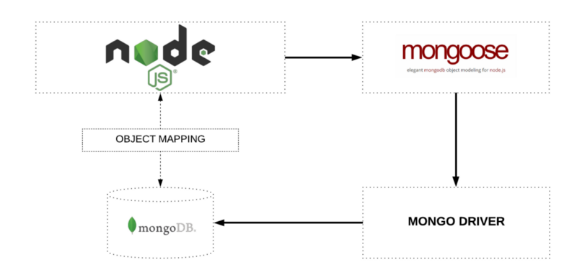 node
JS®
mongoose
elegant mongodb object modeling for node.js
OBJECT MAPPING
mongoDB.
MONGO DRIVER